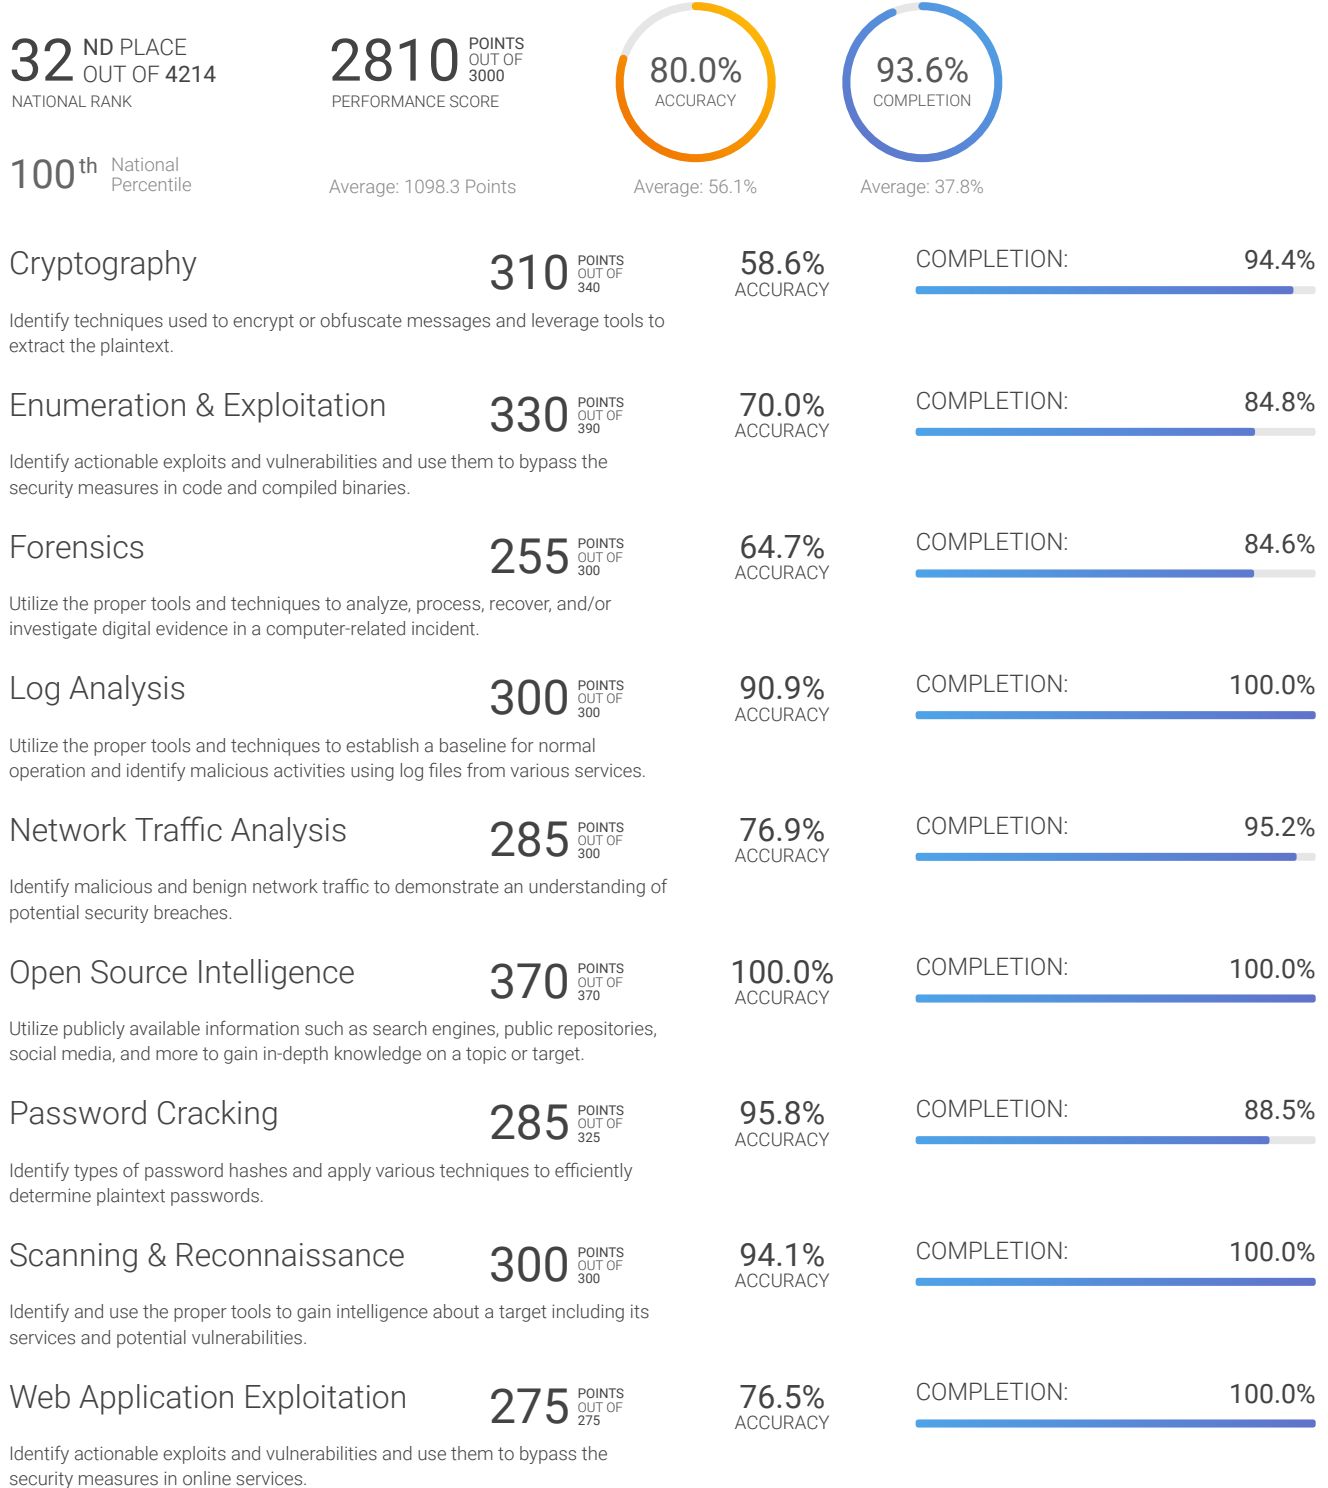 32 ND PLACE
OUT OF 4214
NATIONAL RANK
2810 POINTS
OUT OF
3000
PERFORMANCE SCORE
80.0%
ACCURACY
93.6%
COMPLETION
100th National
Percentile
Average: 1098.3 Points
Average: 56.1%
Average: 37.8%
Cryptography
310 POINTS
OUT OF
340
58.6%
ACCURACY
COMPLETION: 94.4%
Identify techniques used to encrypt or obfuscate messages and leverage tools to
extract the plaintext.
Enumeration & Exploitation
330 POINTS
OUT OF
390
70.0%
ACCURACY
COMPLETION: 84.8%
Identify actionable exploits and vulnerabilities and use them to bypass the
security measures in code and compiled binaries.
Forensics
255 POINTS
OUT OF
300
64.7%
ACCURACY
COMPLETION: 84.6%
Utilize the proper tools and techniques to analyze, process, recover, and/or
investigate digital evidence in a computer-related incident.
Log Analysis
300 POINTS
OUT OF
300
90.9%
ACCURACY
COMPLETION: 100.0%
Utilize the proper tools and techniques to establish a baseline for normal
operation and identify malicious activities using log files from various services.
Network Traffic Analysis
285 POINTS
OUT OF
300
76.9%
ACCURACY
COMPLETION: 95.2%
Identify malicious and benign network traffic to demonstrate an understanding of
potential security breaches.
Open Source Intelligence
370 POINTS
OUT OF
370
100.0%
ACCURACY
COMPLETION: 100.0%
Utilize publicly available information such as search engines, public repositories,
social media, and more to gain in-depth knowledge on a topic or target.
Password Cracking
285 POINTS
OUT OF
325
95.8%
ACCURACY
COMPLETION: 88.5%
Identify types of password hashes and apply various techniques to efficiently
determine plaintext passwords.
Scanning & Reconnaissance
300 POINTS
OUT OF
300
94.1%
ACCURACY
COMPLETION: 100.0%
Identify and use the proper tools to gain intelligence about a target including its
services and potential vulnerabilities.
Web Application Exploitation
275 POINTS
OUT OF
275
76.5%
ACCURACY
COMPLETION: 100.0%
Identify actionable exploits and vulnerabilities and use them to bypass the
security measures in online services.